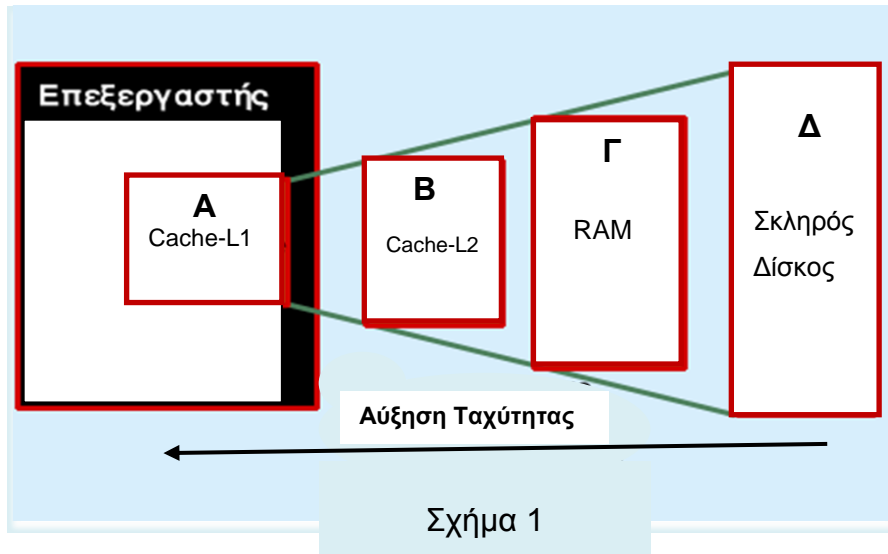 Επεξεργαστής
Α
Cache-L1
Β
Cache-L2
Γ
RAM
Δ
Σκληρός
Δίσκος
Αύξηση Ταχύτητας
Σχήμα 1